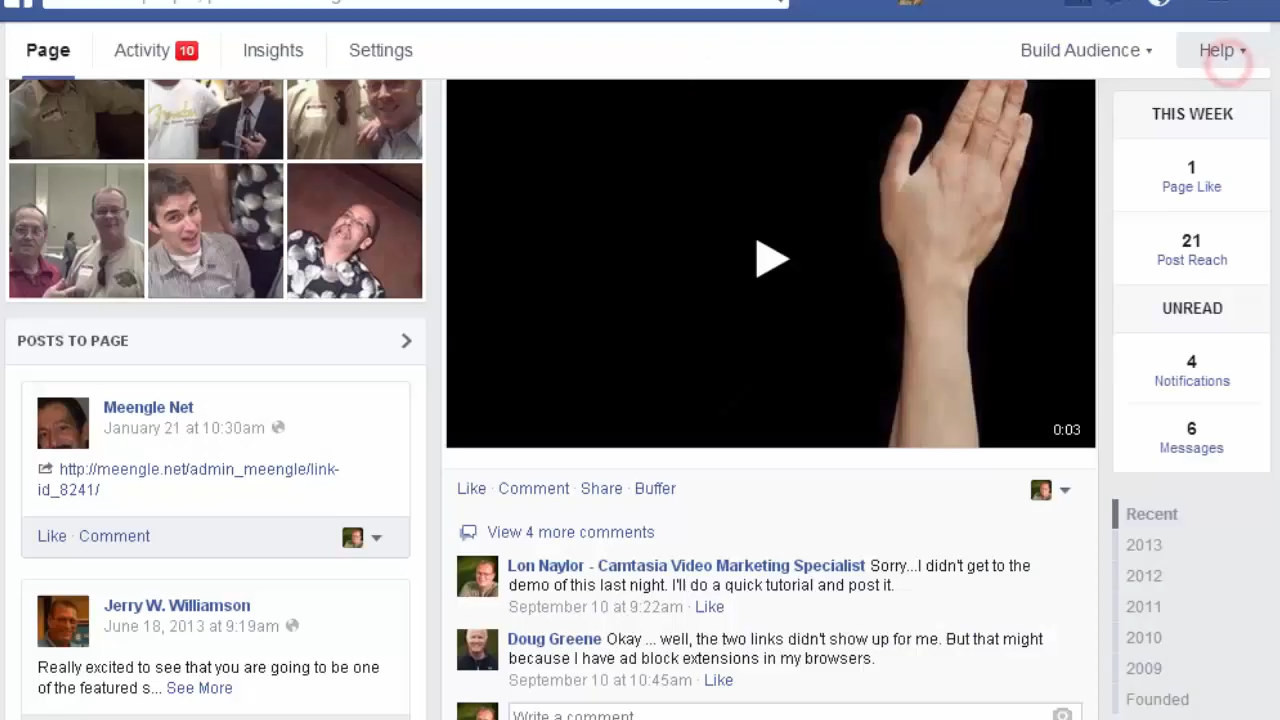 Page Activity 10 Insights Settings Build Audience Help
Fender
POSTS TO PAGE
Meengle Net
January 21 at 10:30am
http://meengle.net/admin_meengle/link-
id_8241/
Like · Comment
Jerry W. Williamson
June 18, 2013 at 9:19am
Really excited to see that you are going to be one
of the featured s... See More
0:03
Like · Comment · Share · Buffer
View 4 more comments
Lon Naylor - Camtasia Video Marketing Specialist Sorry...I didn't get to the
demo of this last night. I'll do a quick tutorial and post it.
September 10 at 9:22am · Like
Doug Greene Okay ... well, the two links didn't show up for me. But that might
because I have ad block extensions in my browsers.
September 10 at 10:45am · Like
Write a comment
THIS WEEK
1
Page Like
21
Post Reach
UNREAD
4
Notifications
6
Messages
Recent
2013
2012
2011
2010
2009
Founded